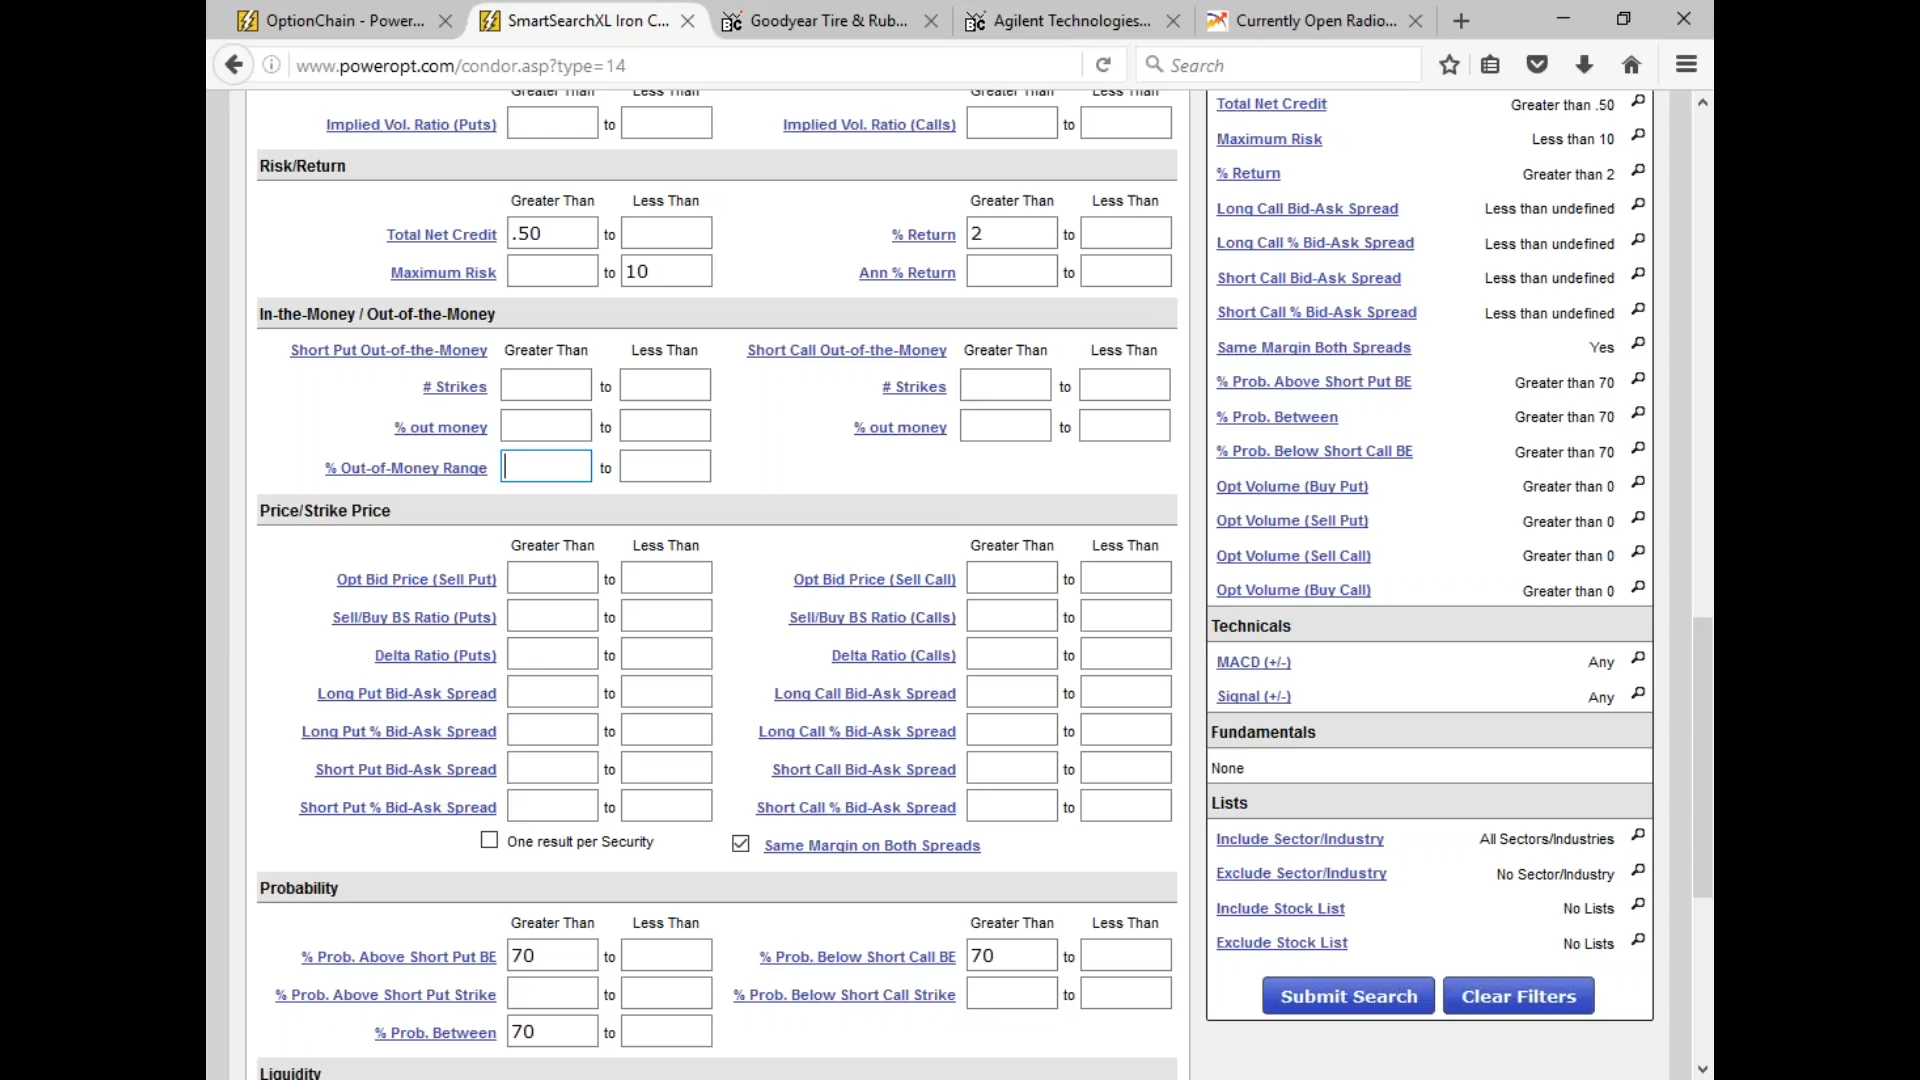 OptionChain - Power...
SmartSearchXL Iron C...
Goodyear Tire & Rub...
Agilent Technologies...
Currently Open Radio...
www.poweropt.com/condor.asp?type=14
Search
Greater Than Less Than Greater Than Less Than
Implied Vol. Ratio (Puts) to Implied Vol. Ratio (Calls) to
Risk/Return
Greater Than Less Than Greater Than Less Than
Total Net Credit .50 to % Return 2 to
Maximum Risk to 10 Ann % Return to
In-the-Money / Out-of-the-Money
Short Put Out-of-the-Money Greater Than Less Than Short Call Out-of-the-Money Greater Than Less Than
# Strikes to # Strikes to
% out money to % out money to
% Out-of-Money Range to
Price/Strike Price
Greater Than Less Than Greater Than Less Than
Opt Bid Price (Sell Put) to Opt Bid Price (Sell Call) to
Sell/Buy BS Ratio (Puts) to Sell/Buy BS Ratio (Calls) to
Delta Ratio (Puts) to Delta Ratio (Calls) to
Long Put Bid-Ask Spread to Long Call Bid-Ask Spread to
Long Put % Bid-Ask Spread to Long Call % Bid-Ask Spread to
Short Put Bid-Ask Spread to Short Call Bid-Ask Spread to
Short Put % Bid-Ask Spread to Short Call % Bid-Ask Spread to
One result per Security Same Margin on Both Spreads
Probability
Greater Than Less Than Greater Than Less Than
% Prob. Above Short Put BE 70 to % Prob. Below Short Call BE 70 to
% Prob. Above Short Put Strike to % Prob. Below Short Call Strike to
% Prob. Between 70 to
Liquidity
Total Net Credit Greater than .50
Maximum Risk Less than 10
% Return Greater than 2
Long Call Bid-Ask Spread Less than undefined
Long Call % Bid-Ask Spread Less than undefined
Short Call Bid-Ask Spread Less than undefined
Short Call % Bid-Ask Spread Less than undefined
Same Margin Both Spreads Yes
% Prob. Above Short Put BE Greater than 70
% Prob. Between Greater than 70
% Prob. Below Short Call BE Greater than 70
Opt Volume (Buy Put) Greater than 0
Opt Volume (Sell Put) Greater than 0
Opt Volume (Sell Call) Greater than 0
Opt Volume (Buy Call) Greater than 0
Technicals
MACD (+/-) Any
Signal (+/-) Any
Fundamentals
None
Lists
Include Sector/Industry All Sectors/Industries
Exclude Sector/Industry No Sector/Industry
Include Stock List No Lists
Exclude Stock List No Lists
Submit Search Clear Filters